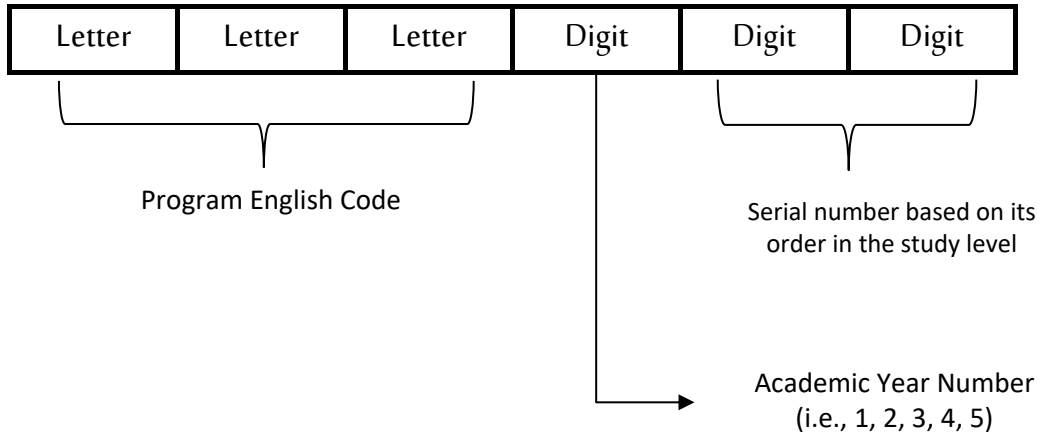 Letter Letter Letter Digit Digit Digit
Program English Code
Serial number based on its
order in the study level
Academic Year Number
(i.e., 1, 2, 3, 4, 5)